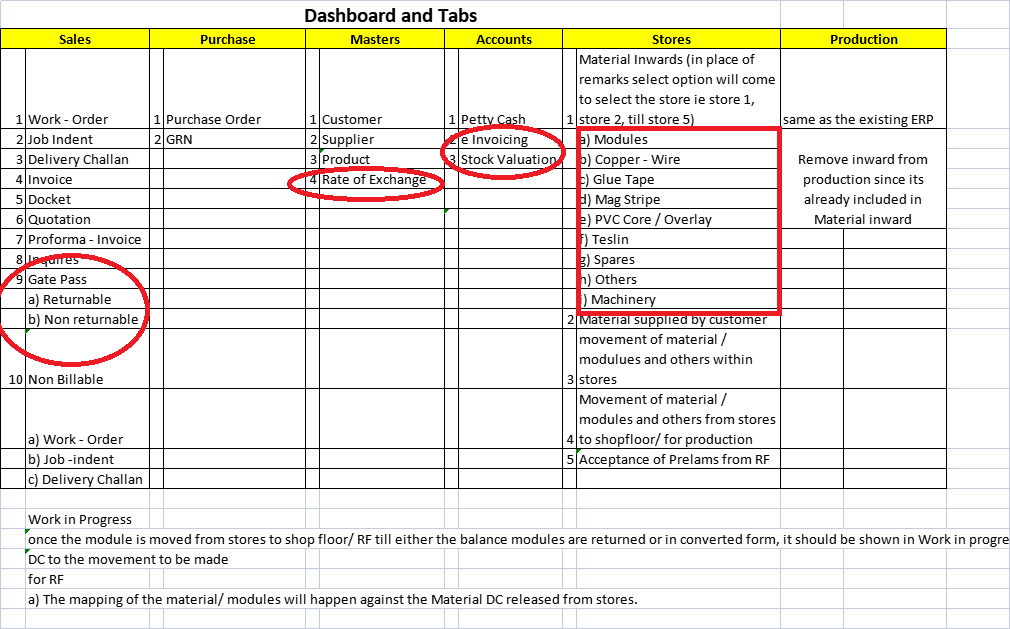 Dashboard and Tabs
Sales Purchase Masters Accounts Stores Production
Material Inwards (in place of
remarks select option will come
to select the store ie store 1,
1 Work - Order 1 Purchase Order 1 Customer 1 Petty Cash 1 store 2, till store 5) same as the existing ERP
2 Job Indent 2 GRN 2 Supplier 2 e Invoicing a) Modules
3 Delivery Challan 3 Product 3 Stock Valuation b) Copper - Wire Remove inward from
4 Invoice 4 Rate of Exchange c) Glue Tape production since its
5 Docket d) Mag Stripe already included in
6 Quotation e) PVC Core / Overlay Material inward
7 Proforma - Invoice f) Teslin
8 Inquires g) Spares
9 Gate Pass h) Others
a) Returnable i) Machinery
b) Non returnable 2 Material supplied by customer
movement of material /
modulues and others within
10 Non Billable 3 stores
Movement of material /
modules and others from stores
a) Work - Order 4 to shopfloor/ for production
b) Job -indent 5 Acceptance of Prelams from RF
c) Delivery Challan
Work in Progress
once the module is moved from stores to shop floor/ RF till either the balance modules are returned or in converted form, it should be shown in Work in progre
DC to the movement to be made
for RF
a) The mapping of the material/ modules will happen against the Material DC released from stores.